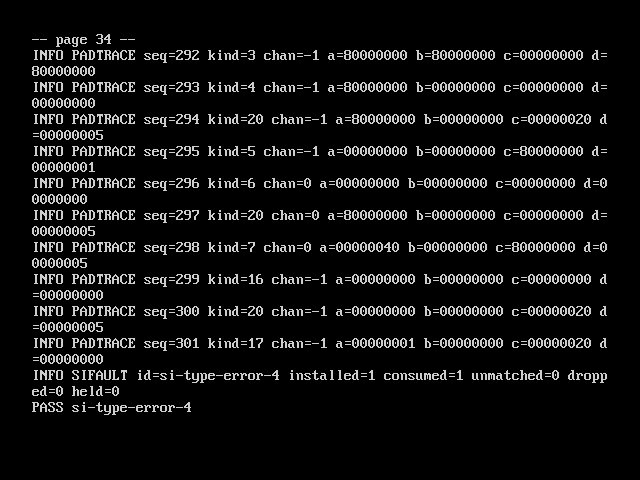 -- page 34 --
INFO PADTRACE seq=292 kind=3 chan=-1 a=80000000 b=80000000 c=00000000 d=
80000000
INFO PADTRACE seq=293 kind=4 chan=-1 a=80000000 b=00000000 c=00000000 d=
00000000
INFO PADTRACE seq=294 kind=20 chan=-1 a=80000000 b=00000000 c=00000020 d
=00000005
INFO PADTRACE seq=295 kind=5 chan=-1 a=00000000 b=00000000 c=80000000 d=
00000001
INFO PADTRACE seq=296 kind=6 chan=0 a=00000000 b=00000000 c=00000000 d=0
0000000
INFO PADTRACE seq=297 kind=20 chan=0 a=80000000 b=00000000 c=00000000 d=
00000005
INFO PADTRACE seq=298 kind=7 chan=0 a=00000040 b=00000000 c=80000000 d=0
0000005
INFO PADTRACE seq=299 kind=16 chan=-1 a=00000000 b=00000000 c=00000000 d
=00000000
INFO PADTRACE seq=300 kind=20 chan=-1 a=80000000 b=00000000 c=00000020 d
=00000005
INFO PADTRACE seq=301 kind=17 chan=-1 a=00000001 b=00000000 c=00000020 d
=00000000
INFO SIFAULT id=si-type-error-4 installed=1 consumed=1 unmatched=0 dropp
ed=0 held=0
PASS si-type-error-4